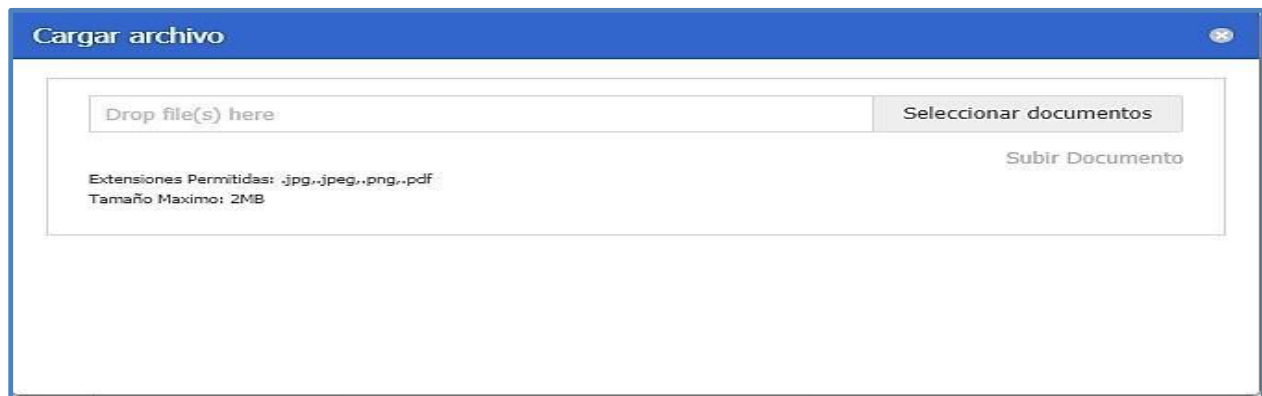 Cargar archivo
Drop file(s) here
Seleccionar documentos
Subir Documento
Extensiones Permitidas: .jpg,.jpeg,.png,.pdf
Tamaño Maximo: 2MB